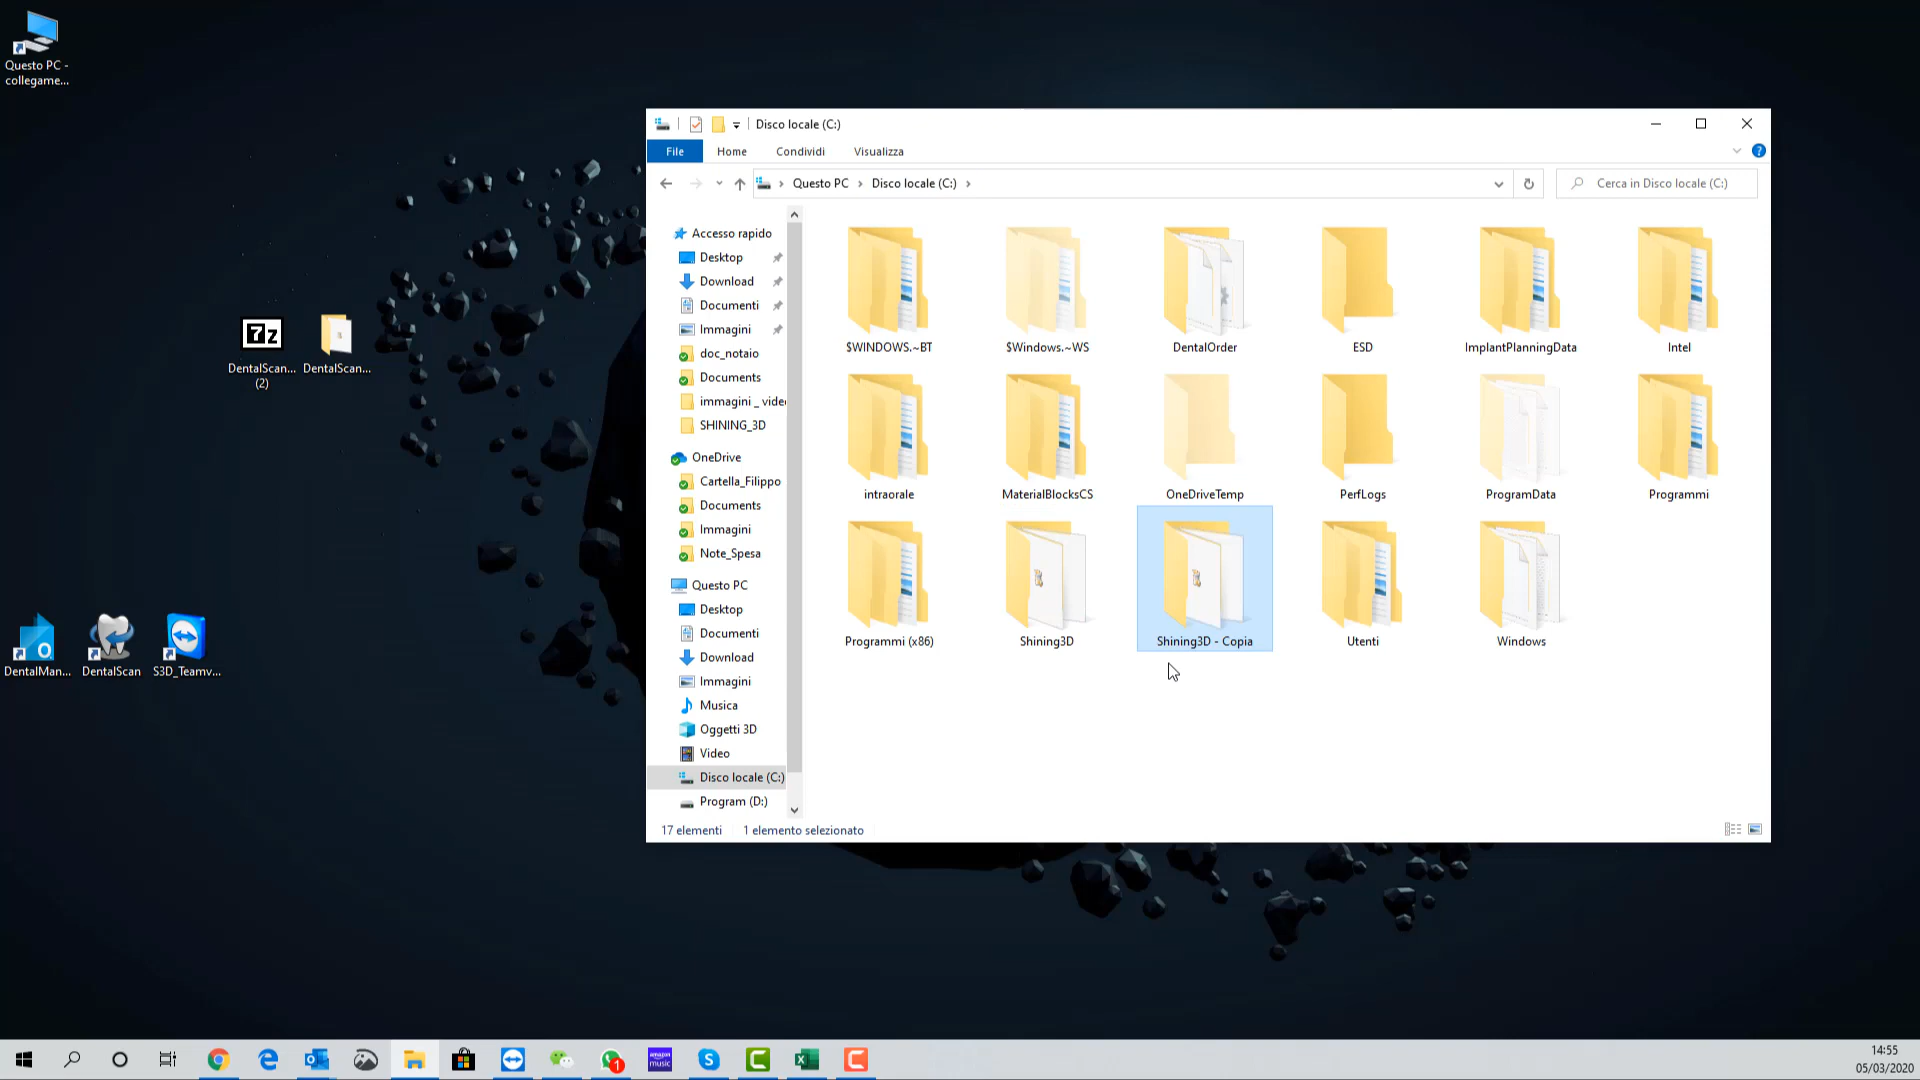 Questo PC -
collegame...
7z
DentalScan...
(2)
DentalScan...
DentalMan...
DentalScan
S3D_Teamv...
Disco locale (C:)
File
Home
Condividi
Visualizza
Questo PC
Disco locale (C:)
Cerca in Disco locale (C:)
Accesso rapido
Desktop
Download
Documenti
Immagini
doc_notaio
Documents
immagini _ vide
SHINING_3D
OneDrive
Cartella_Filippo
Documents
Immagini
Note_Spesa
Questo PC
Desktop
Documenti
Download
Immagini
Musica
Oggetti 3D
Video
Disco locale (C:)
Program (D:)
$WINDOWS.~BT
$Windows.~WS
DentalOrder
ESD
ImplantPlanningData
Intel
intraorale
MaterialBlocksCS
OneDriveTemp
PerfLogs
ProgramData
Programmi
Programmi (x86)
Shining3D
Shining3D - Copia
Utenti
Windows
17 elementi
1 elemento selezionato
1
amazon
music
14:55
05/03/2020